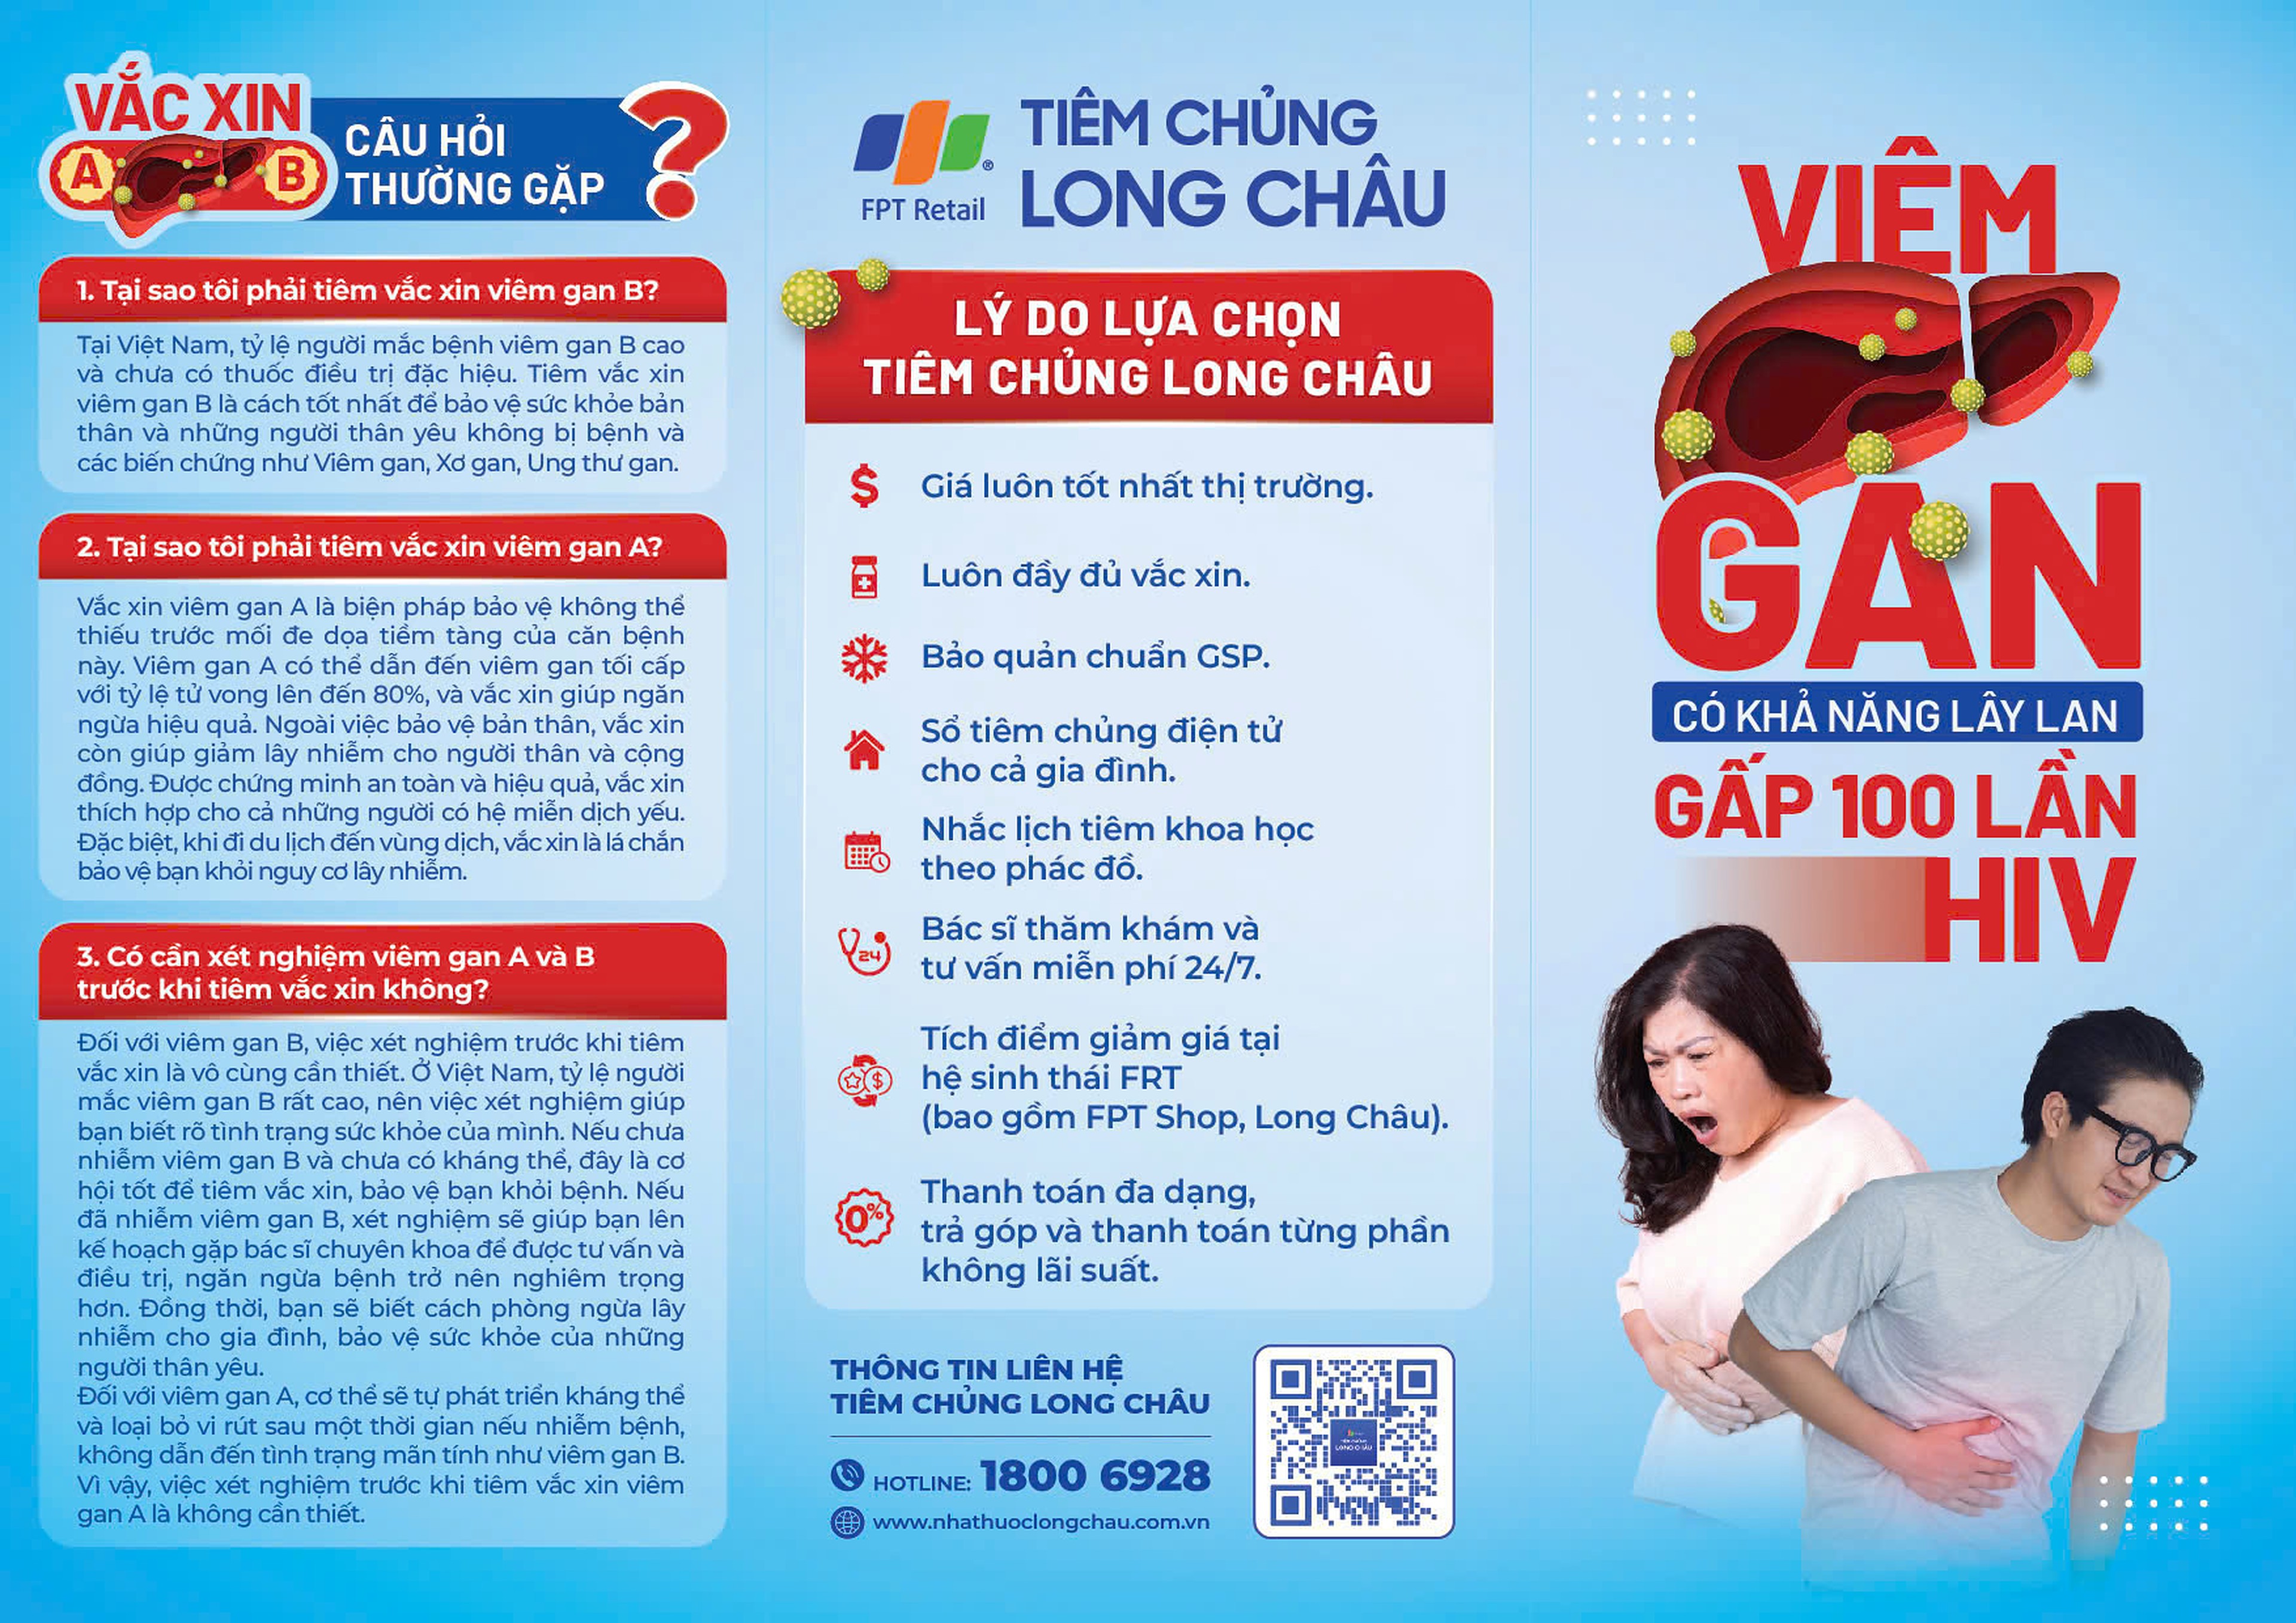 VẮC XIN
A
B
CÂU HỎI
THƯỜNG GẶP
?
1. Tại sao tôi phải tiêm vắc xin viêm gan B?
Tại Việt Nam, tỷ lệ người mắc bệnh viêm gan B cao
và chưa có thuốc điều trị đặc hiệu. Tiêm vắc xin
viêm gan B là cách tốt nhất để bảo vệ sức khỏe bản
thân và những người thân yêu không bị bệnh và
các biến chứng như Viêm gan, Xơ gan, Ung thư gan.
2. Tại sao tôi phải tiêm vắc xin viêm gan A?
Vắc xin viêm gan A là biện pháp bảo vệ không thể
thiếu trước mối đe dọa tiềm tàng của căn bệnh
này. Viêm gan A có thể dẫn đến viêm gan tối cấp
với tỷ lệ tử vong lên đến 80%, và vắc xin giúp ngăn
ngừa hiệu quả. Ngoài việc bảo vệ bản thân, vắc xin
còn giúp giảm lây nhiễm cho người thân và cộng
đồng. Được chứng minh an toàn và hiệu quả, vắc xin
thích hợp cho cả những người có hệ miễn dịch yếu.
Đặc biệt, khi đi du lịch đến vùng dịch, vắc xin là lá chắn
bảo vệ bạn khỏi nguy cơ lây nhiễm.
3. Có cần xét nghiệm viêm gan A và B
trước khi tiêm vắc xin không?
Đối với viêm gan B, việc xét nghiệm trước khi tiêm
vắc xin là vô cùng cần thiết. Ở Việt Nam, tỷ lệ người
mắc viêm gan B rất cao, nên việc xét nghiệm giúp
bạn biết rõ tình trạng sức khỏe của mình. Nếu chưa
nhiễm viêm gan B và chưa có kháng thể, đây là cơ
hội tốt để tiêm vắc xin, bảo vệ bạn khỏi bệnh. Nếu
đã nhiễm viêm gan B, xét nghiệm sẽ giúp bạn lên
kế hoạch gặp bác sĩ chuyên khoa để được tư vấn và
điều trị, ngăn ngừa bệnh trở nên nghiêm trọng
hơn. Đồng thời, bạn sẽ biết cách phòng ngừa lây
nhiễm cho gia đình, bảo vệ sức khỏe của những
người thân yêu.
Đối với viêm gan A, cơ thể sẽ tự phát triển kháng thể
và loại bỏ vi rút sau một thời gian nếu nhiễm bệnh,
không dẫn đến tình trạng mãn tính như viêm gan B.
Vì vậy, việc xét nghiệm trước khi tiêm vắc xin viêm
gan A là không cần thiết.
®
FPT Retail
TIÊM CHỦNG
LONG CHÂU
LÝ DO LỰA CHỌN
TIÊM CHỦNG LONG CHÂU
$
Giá luôn tốt nhất thị trường.
Luôn đầy đủ vắc xin.
Bảo quản chuẩn GSP.
Sổ tiêm chủng điện tử
cho cả gia đình.
Nhắc lịch tiêm khoa học
theo phác đồ.
24
Bác sĩ thăm khám và
tư vấn miễn phí 24/7.
$
Tích điểm giảm giá tại
hệ sinh thái FRT
(bao gồm FPT Shop, Long Châu).
0%
Thanh toán đa dạng,
trả góp và thanh toán từng phần
không lãi suất.
THÔNG TIN LIÊN HỆ
TIÊM CHỦNG LONG CHÂU
HOTLINE: 1800 6928
www.nhathuoclongchau.com.vn
TIÊM CHỦNG
LONG CHÂU
VIÊM
GAN
CÓ KHẢ NĂNG LÂY LAN
GẤP 100 LẦN
HIV